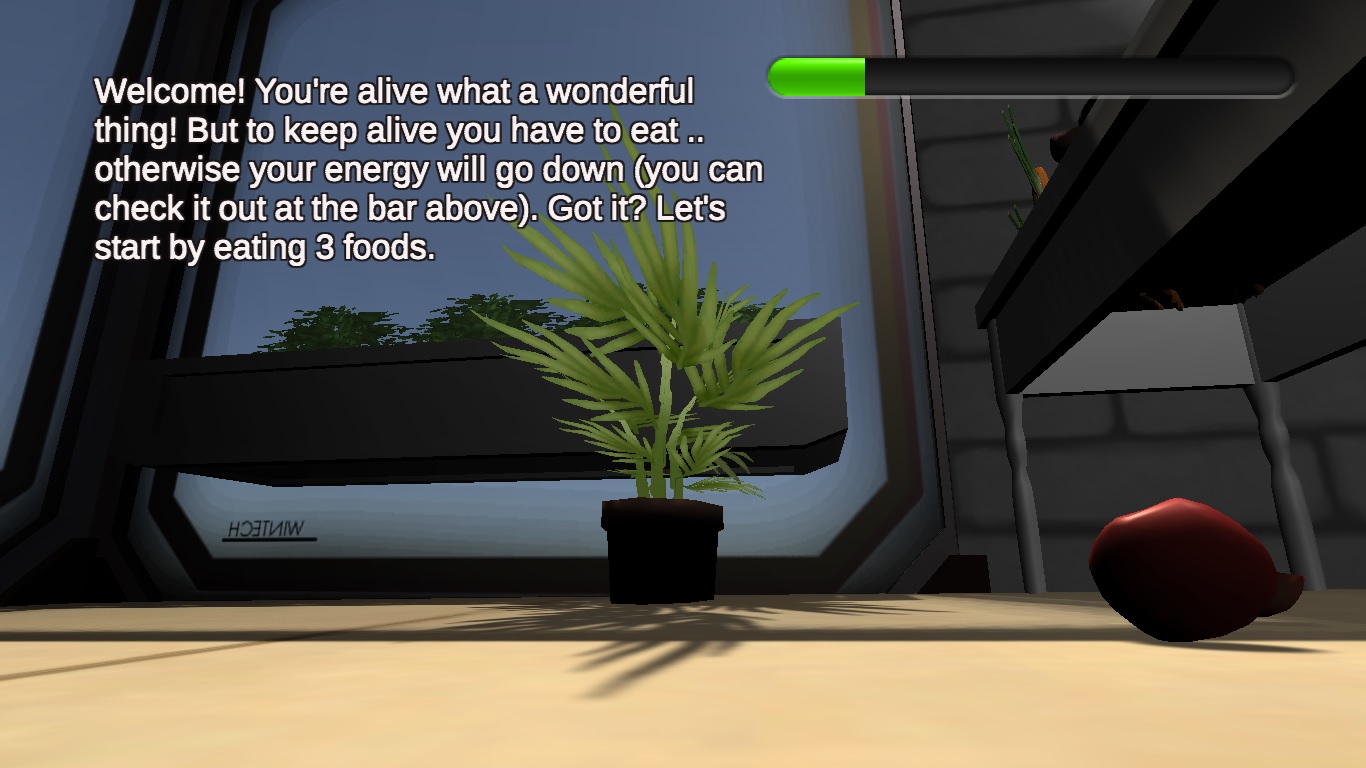 Welcome! You're alive what a wonderful
thing! But to keep alive you have to eat ..
otherwise your energy will go down (you can
check it out at the bar above). Got it? Let's
start by eating 3 foods.
WINTECH